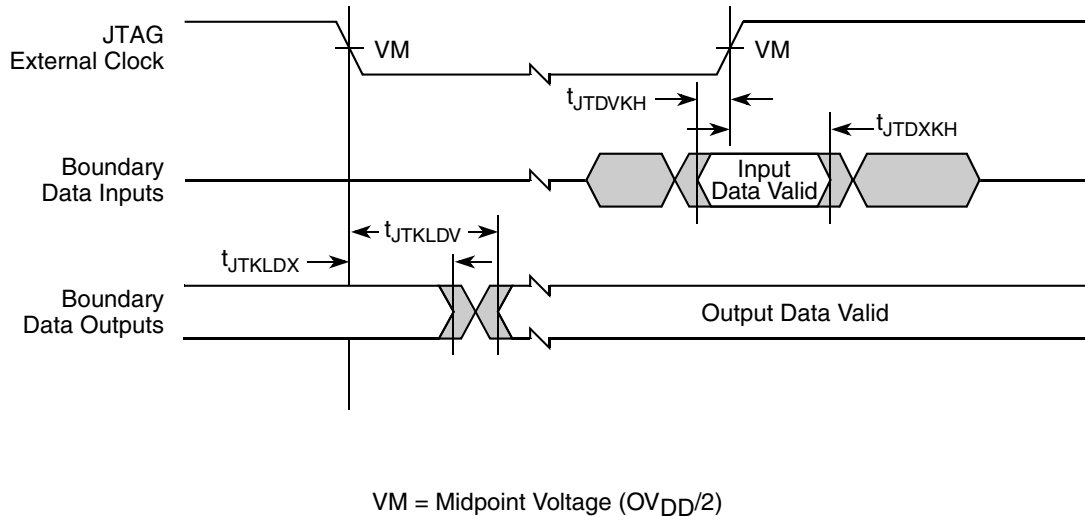 JTAG
External Clock
VM
VM
tJTDVKH
tJTDXKH
Boundary
Data Inputs
Input
Data Valid
tJTKLDV
tJTKLDX
Boundary
Data Outputs
Output Data Valid
VM = Midpoint Voltage (OVDD/2)